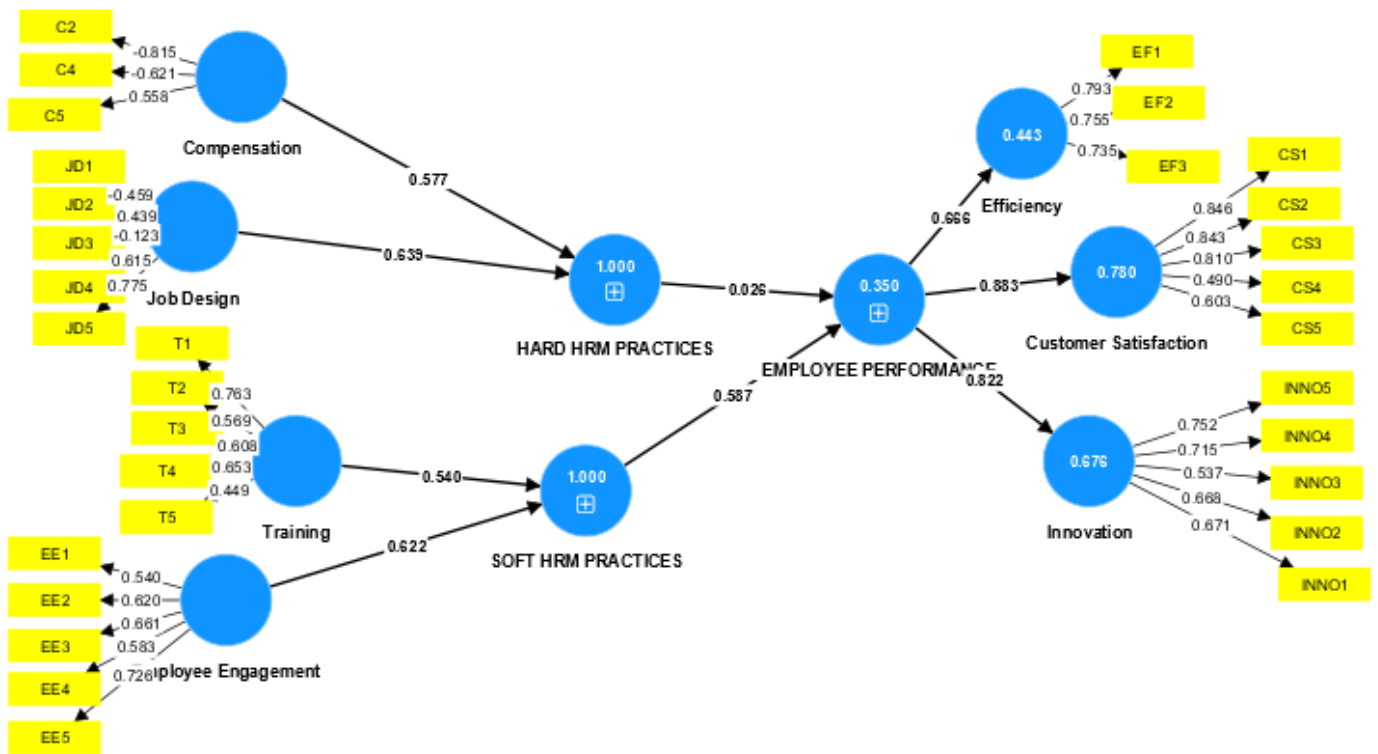 C2
C4
C5
-0.815
-0.621
0.558
Compensation
JD1
JD2
JD3
JD4
JD5
-0.459
0.439
-0.123
0.615
0.775
Job Design
T1
T2
T3
T4
T5
0.763
0.569
0.608
0.653
0.449
Training
EE1
EE2
EE3
EE4
EE5
0.540
0.620
0.661
0.583
0.726
ployee Engagement
0.577
0.639
1.000
HARD HRM PRACTICES
0.540
0.622
1.000
SOFT HRM PRACTICES
0.026
0.587
0.350
EMPLOYEE PERFORMANCE
0.666
0.883
0.822
0.443
Efficiency
0.793
0.755
0.735
EF1
EF2
EF3
0.780
Customer Satisfaction
0.846
0.843
0.810
0.490
0.603
CS1
CS2
CS3
CS4
CS5
0.676
Innovation
0.752
0.715
0.537
0.668
0.671
INNO5
INNO4
INNO3
INNO2
INNO1